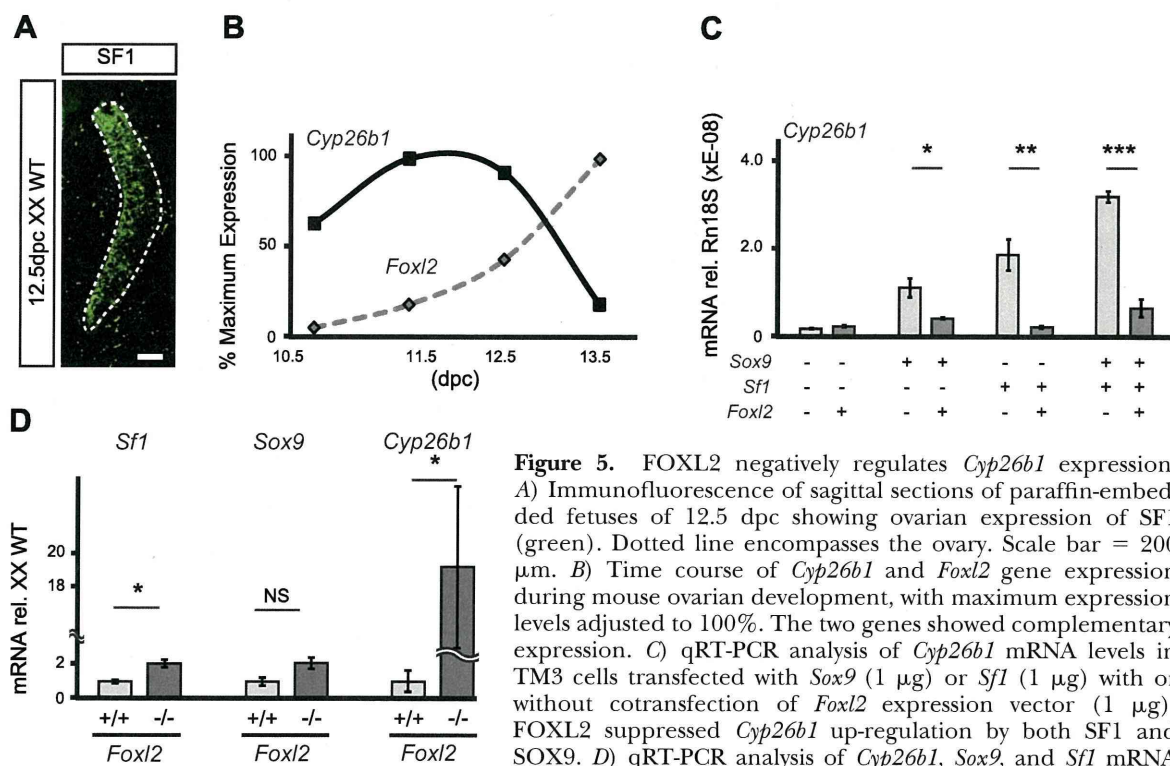 A
SF1
12.5dpc XX WT
B
% Maximum Expression
100
50
0
Cyp26b1
Foxl2
10.5
11.5
12.5
13.5
(dpc)
C
Cyp26b1
mRNA rel. Rn18S (xE-08)
4.0
2.0
0
*
**
***
Sox9 - - + + - - + +
Sf1 - - - - + + + +
Foxl2 - + - + - + - +
D
Sf1
Sox9
Cyp26b1
mRNA rel. XX WT
20
18
2
0
*
NS
*
+/+ -/- +/+ -/- +/+ -/-
Foxl2 Foxl2 Foxl2
Figure 5. FOXL2 negatively regulates Cyp26b1 expression
A) Immunofluorescence of sagittal sections of paraffin-embed-
ded fetuses of 12.5 dpc showing ovarian expression of SF1
(green). Dotted line encompasses the ovary. Scale bar = 200
μm. B) Time course of Cyp26b1 and Foxl2 gene expression
during mouse ovarian development, with maximum expression
levels adjusted to 100%. The two genes showed complementary
expression. C) qRT-PCR analysis of Cyp26b1 mRNA levels in
TM3 cells transfected with Sox9 (1 μg) or Sf1 (1 μg) with or
without cotransfection of Foxl2 expression vector (1 μg)
FOXL2 suppressed Cyp26b1 up-regulation by both SF1 and
SOX9. D) qRT-PCR analysis of Cyp26b1, Sox9, and Sf1 mRNA